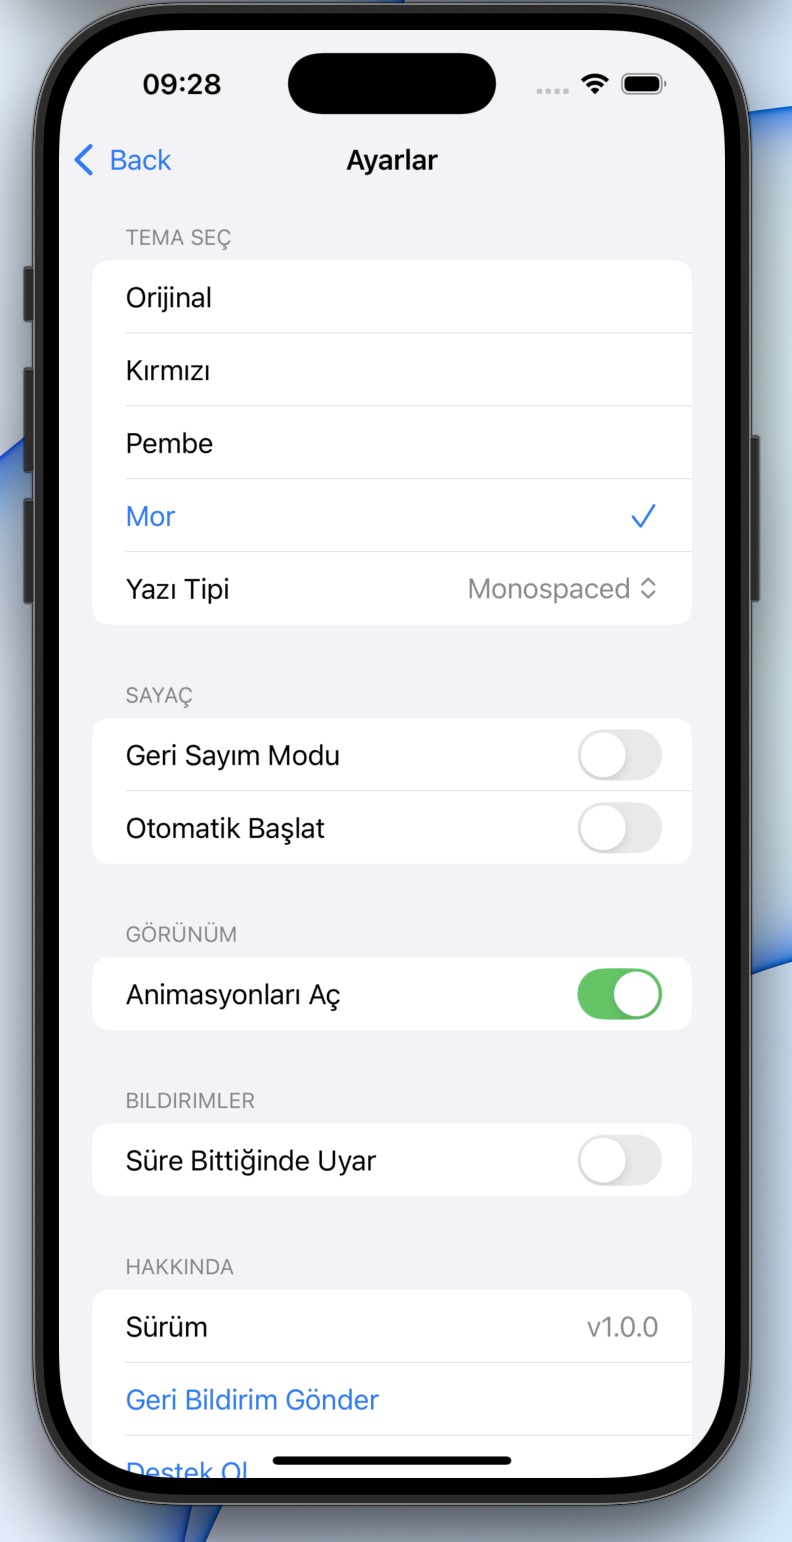 09:28
Back
Ayarlar
TEMA SEÇ
Orijinal
Kırmızı
Pembe
Mor
Yazı Tipi Monospaced
SAYAÇ
Geri Sayım Modu
Otomatik Başlat
GÖRÜNÜM
Animasyonları Aç
BILDIRIMLER
Süre Bittiğinde Uyar
HAKKINDA
Sürüm v1.0.0
Geri Bildirim Gönder
Destek Ol